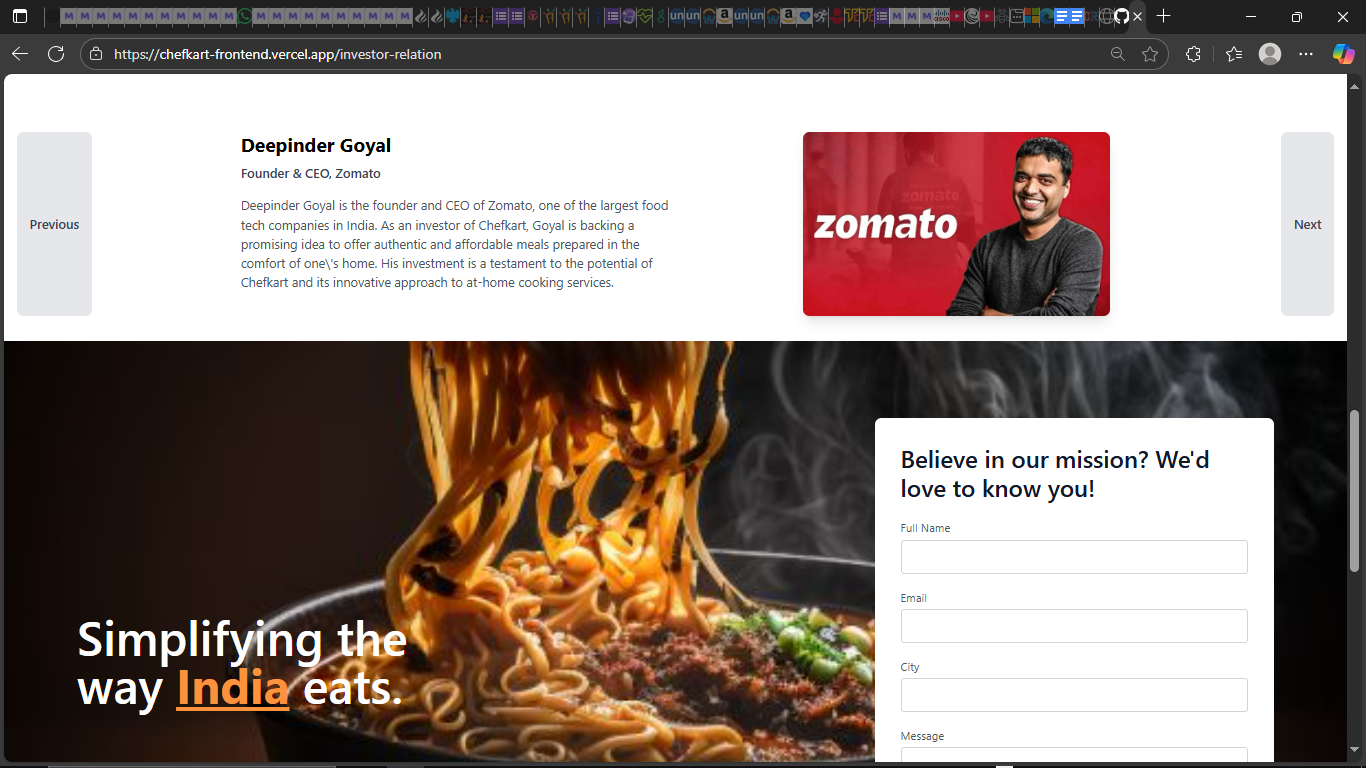 https://chefkart-frontend.vercel.app/investor-relation
Deepinder Goyal
Founder & CEO, Zomato
Deepinder Goyal is the founder and CEO of Zomato, one of the largest food
tech companies in India. As an investor of Chefkart, Goyal is backing a
promising idea to offer authentic and affordable meals prepared in the
comfort of one\'s home. His investment is a testament to the potential of
Chefkart and its innovative approach to at-home cooking services.
Previous
zomato
zomato
Next
Simplifying the
way India eats.
Believe in our mission? We'd
love to know you!
Full Name
Email
City
Message